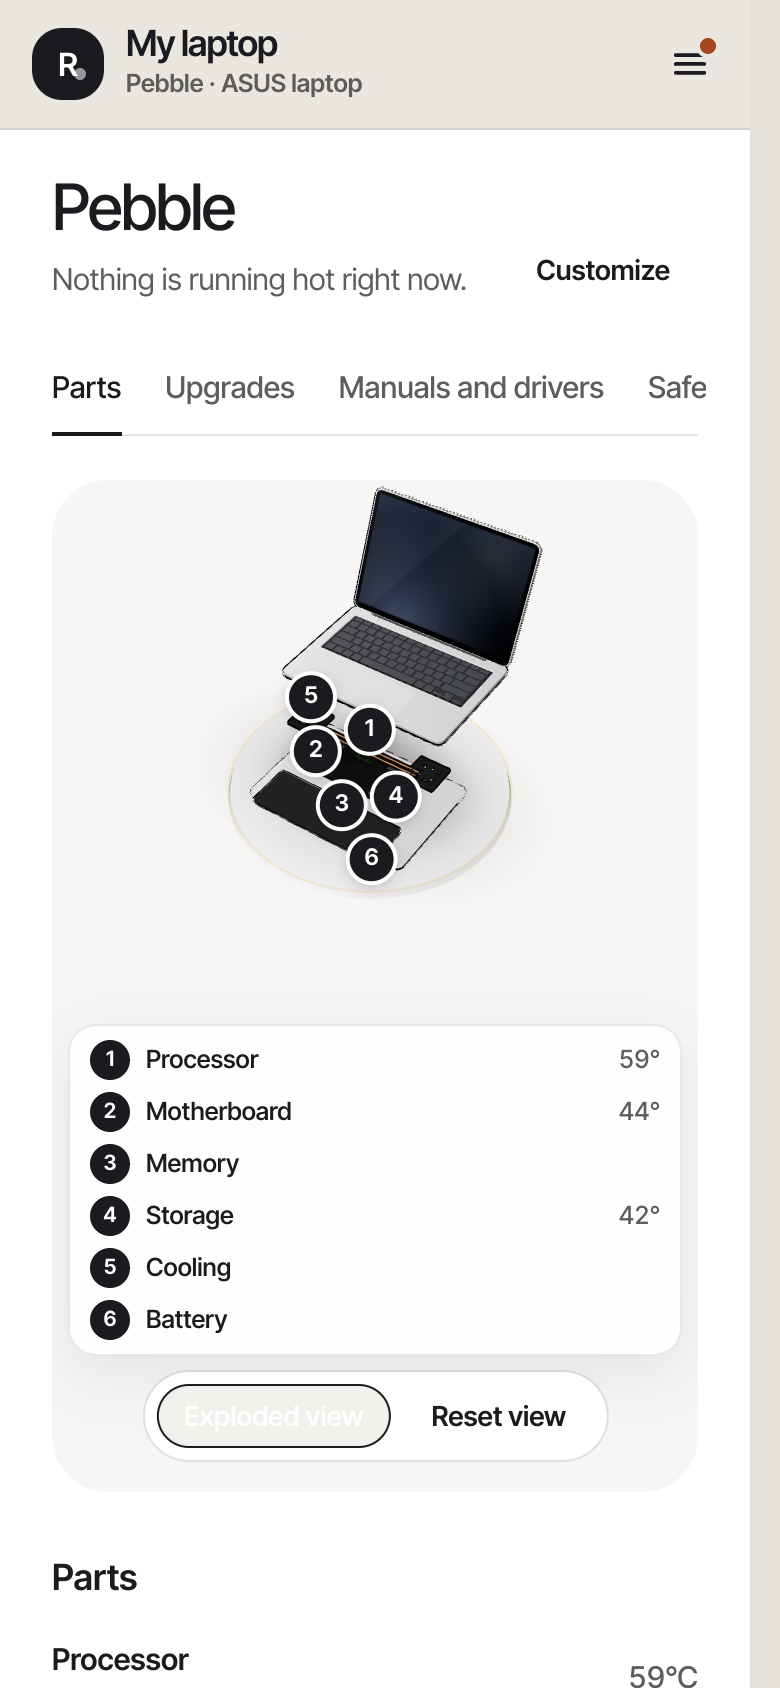 R
My laptop
Pebble · ASUS laptop
Pebble
Nothing is running hot right now.
Customize
Parts Upgrades Manuals and drivers Safe
5
1
2
4
3
6
1 Processor 59°
2 Motherboard 44°
3 Memory
4 Storage 42°
5 Cooling
6 Battery
Exploded view Reset view
Parts
Processor
59°C